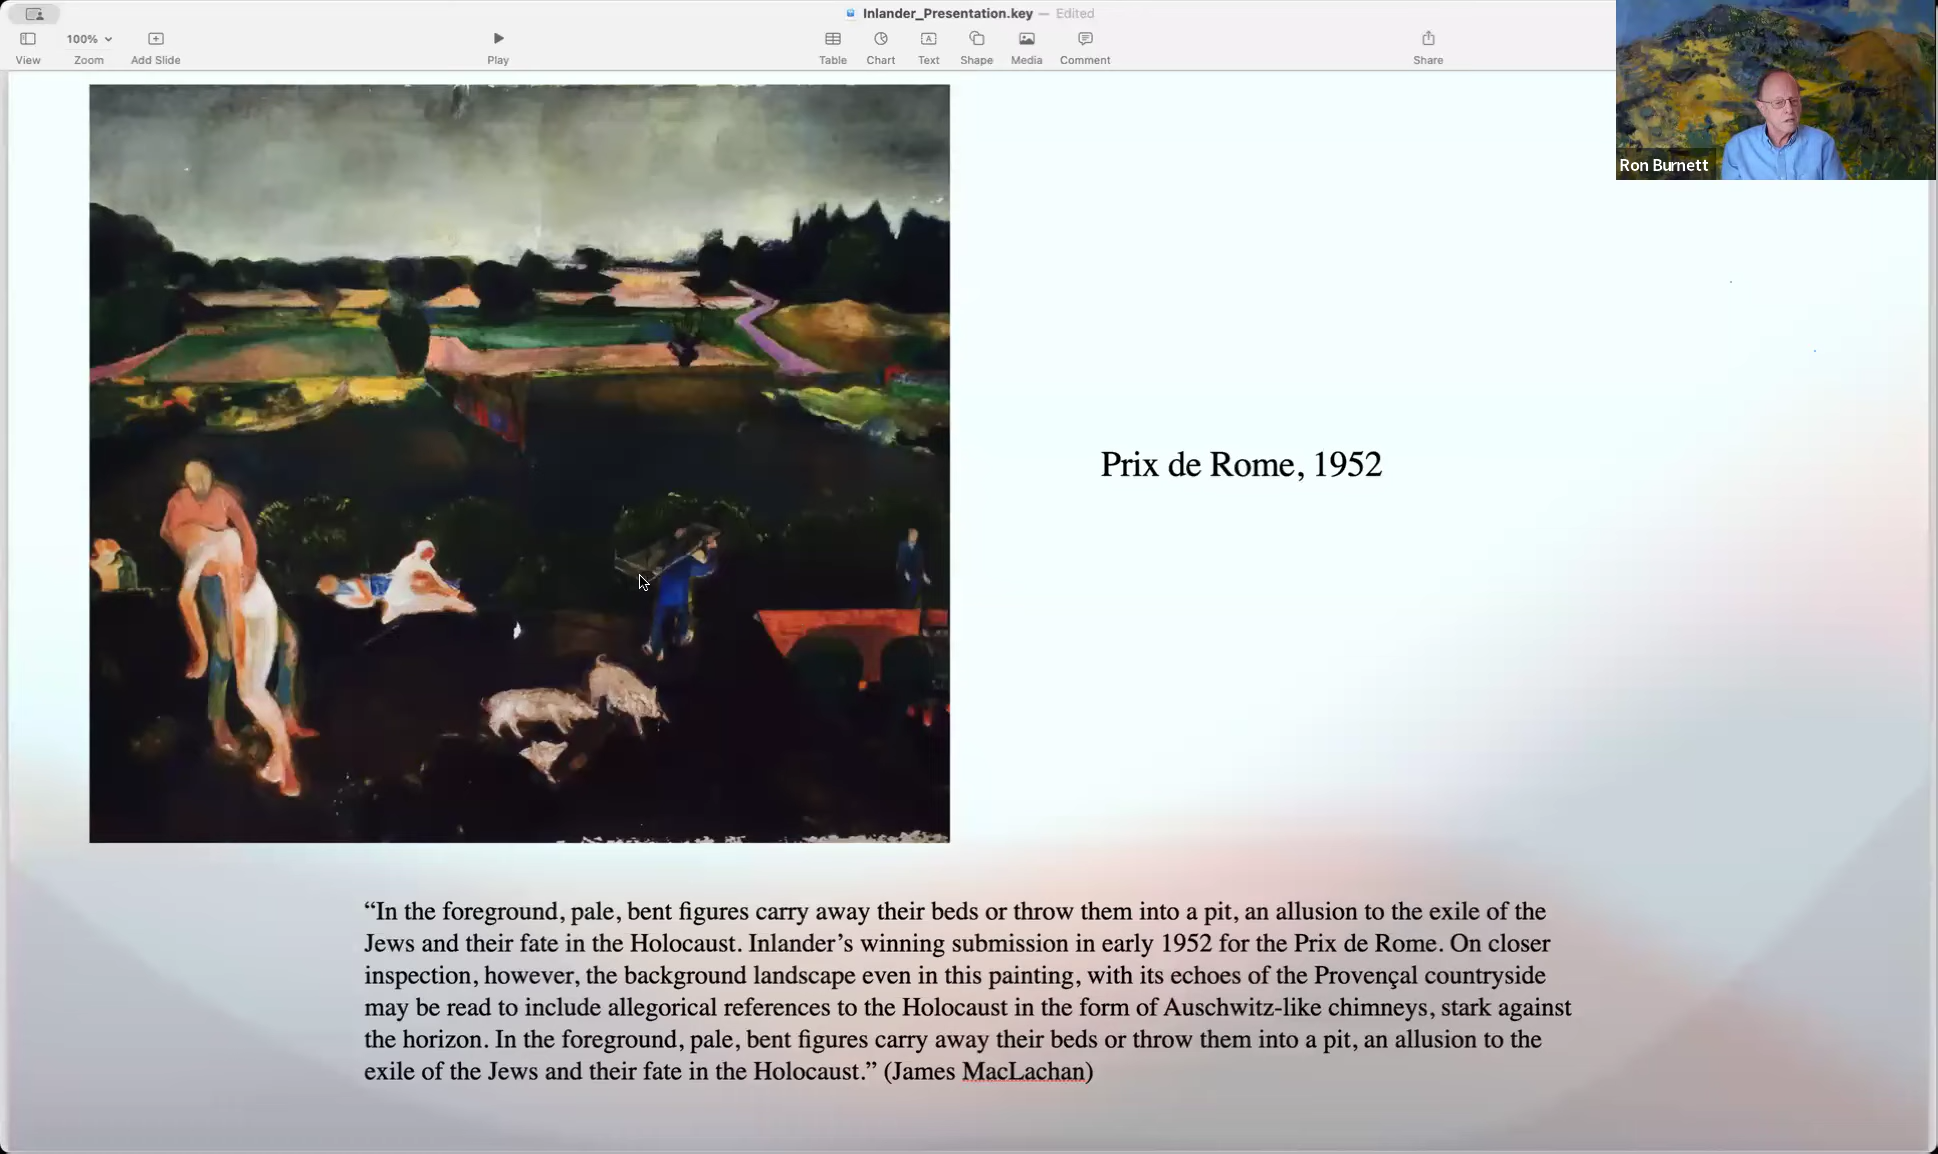 Inlander_Presentation.key — Edited
100%
View
Zoom
Add Slide
Play
Table
Chart
Text
Shape
Media
Comment
Share
Ron Burnett
Prix de Rome, 1952
“In the foreground, pale, bent figures carry away their beds or throw them into a pit, an allusion to the exile of the
Jews and their fate in the Holocaust. Inlander’s winning submission in early 1952 for the Prix de Rome. On closer
inspection, however, the background landscape even in this painting, with its echoes of the Provençal countryside
may be read to include allegorical references to the Holocaust in the form of Auschwitz-like chimneys, stark against
the horizon. In the foreground, pale, bent figures carry away their beds or throw them into a pit, an allusion to the
exile of the Jews and their fate in the Holocaust.” (James MacLachan)